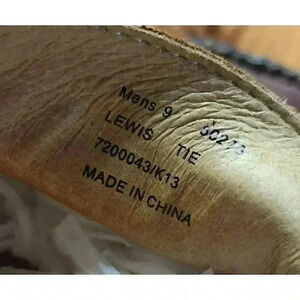 Mens 9
LEWIS TIE
7200043/K13
MADE IN CHINA